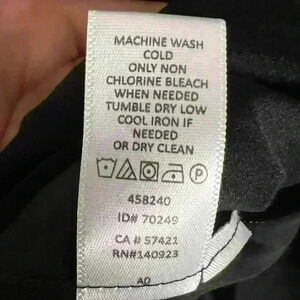 MACHINE WASH
COLD
ONLY NON
CHLORINE BLEACH
WHEN NEEDED
TUMBLE DRY LOW
COOL IRON IF
NEEDED
OR DRY CLEAN
P
458240
ID# 70249
CA # 57421
RN#140923
AD